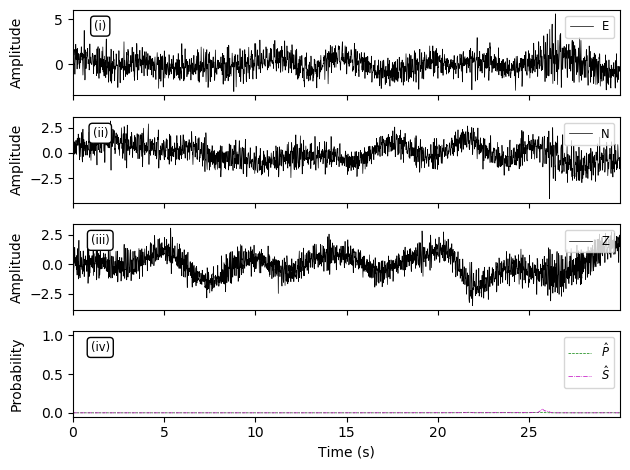 (i)
E
5
0
Amplitude
(ii)
N
2.5
0.0
−2.5
Amplitude
(iii)
Z
2.5
0.0
−2.5
Amplitude
(iv)
P̂
Ŝ
1.0
0.5
0.0
Probability
0 5 10 15 20 25
Time (s)